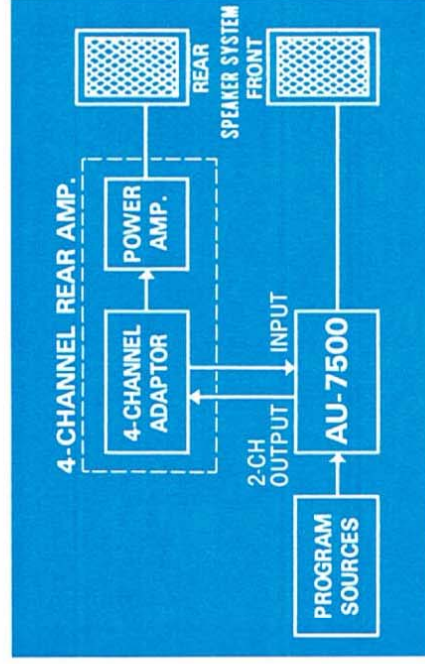 4-CHANNEL REAR AMP.
4-CHANNEL
ADAPTOR
POWER
AMP.
REAR
SPEAKER SYSTEM
FRONT
2-CH
OUTPUT
INPUT
PROGRAM
SOURCES
AU-7500